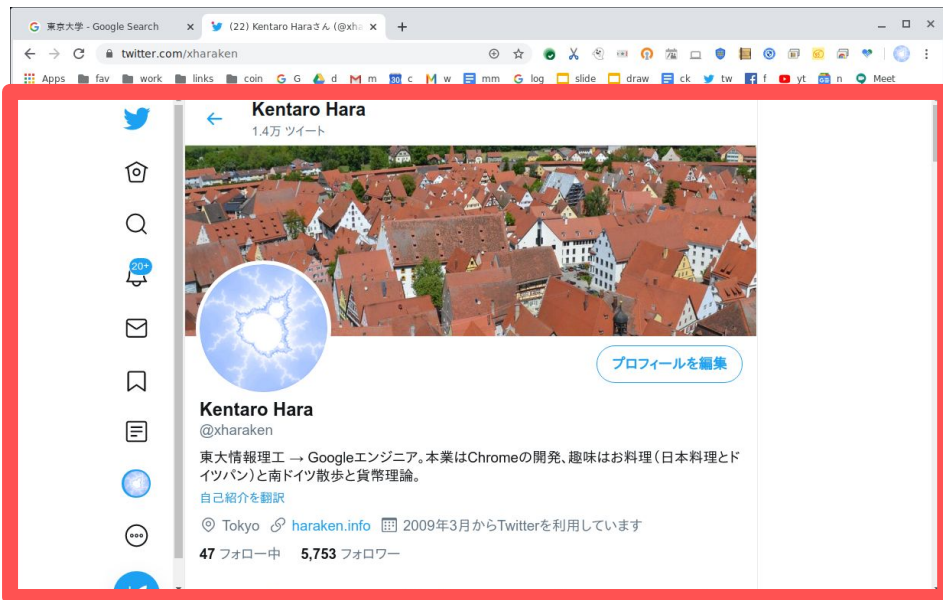 東京大学 - Google Search
(22) Kentaro Haraさん (@xha
twitter.com/xharaken
Apps fav work links coin G G d m c w mm log slide draw ck tw f yt n Meet
Kentaro Hara
1.4万 ツイート
20+
プロフィールを編集
Kentaro Hara
@xharaken
東大情報理工 → Googleエンジニア。本業はChromeの開発、趣味はお料理(日本料理とド
イツパン)と南ドイツ散歩と貨幣理論。
自己紹介を翻訳
Tokyo haraken.info 2009年3月からTwitterを利用しています
47 フォロー中 5,753 フォロワー